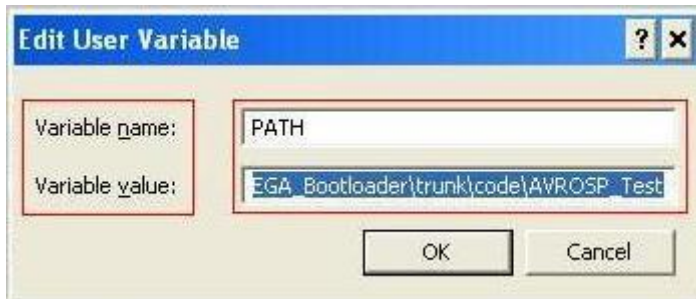 Edit User Variable
Variable name: PATH
Variable value: EGA_Bootloader\trunk\code\AVROSP_Test
OK Cancel